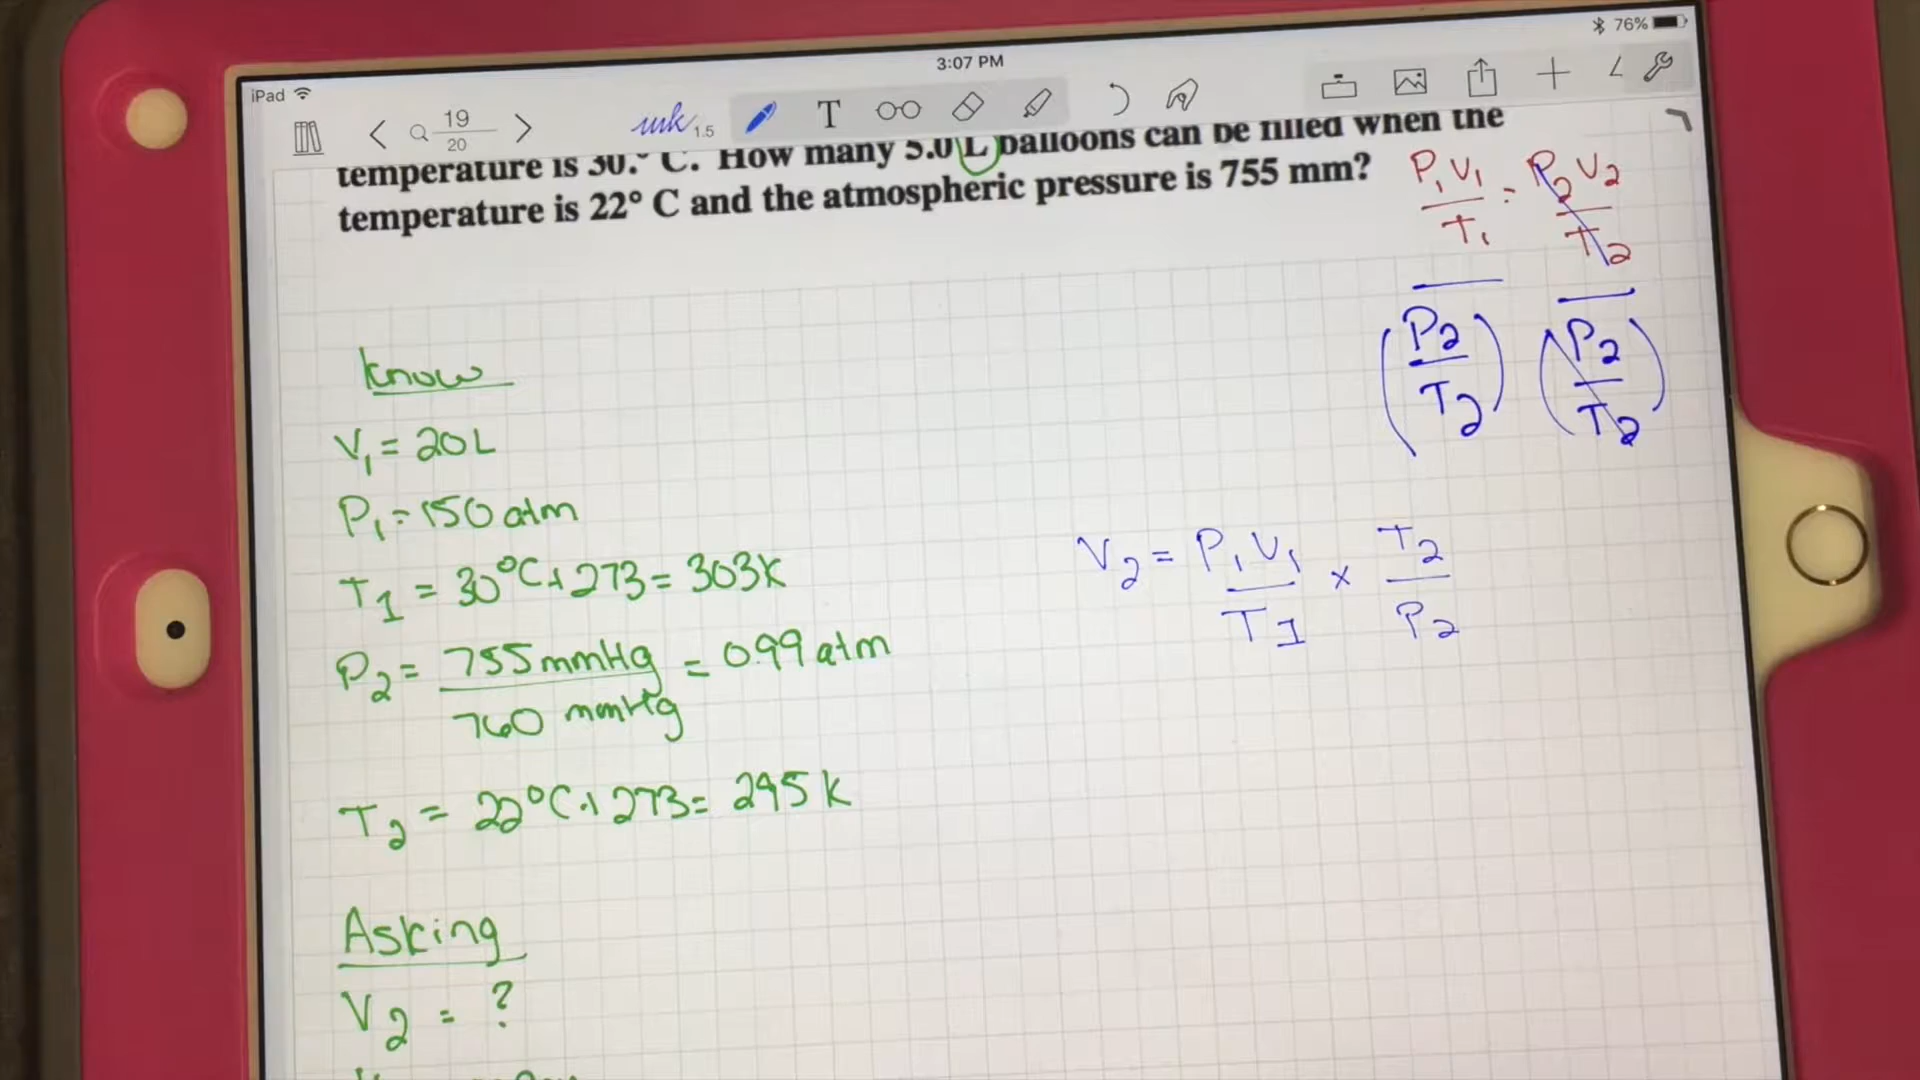 3:07 PM
76%
iPad
19
20
1.5
T
temperature is 30.° C. How many 5.0 L balloons can be filled when the
temperature is 22° C and the atmospheric pressure is 755 mm?
P₁V₁ = P₂V₂
T₁ T₂
(P₂ (P₂
T₂) T₂)
know
V₁ = 20L
P₁ = 150 atm
T₁ = 30°C + 273 = 303K
V₂ = P₁V₁ × T₂
T₁ P₂
P₂ = 755 mmHg = 0.99 atm
760 mmHg
T₂ = 22°C + 273 = 295 K
Asking
V₂ = ?